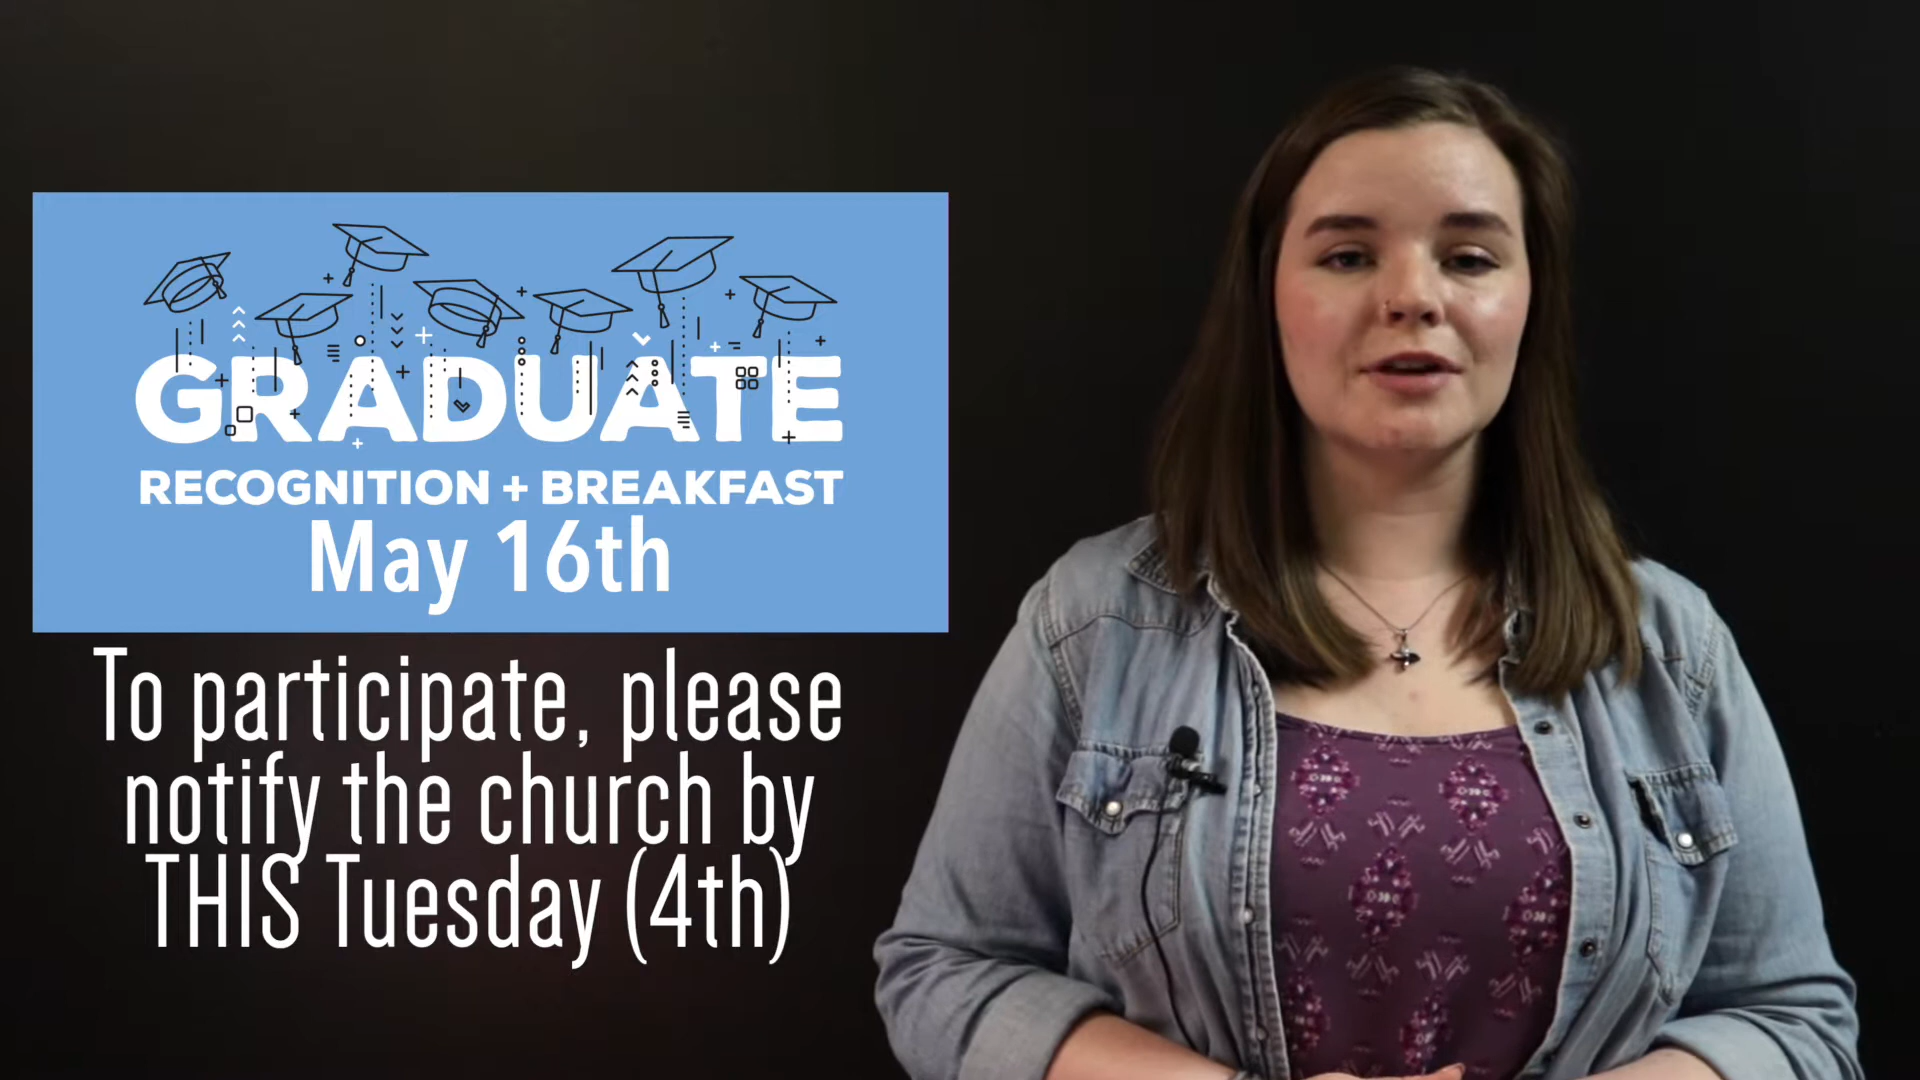 GRADUATE
RECOGNITION + BREAKFAST
May 16th
To participate, please
notify the church by
THIS Tuesday (4th)